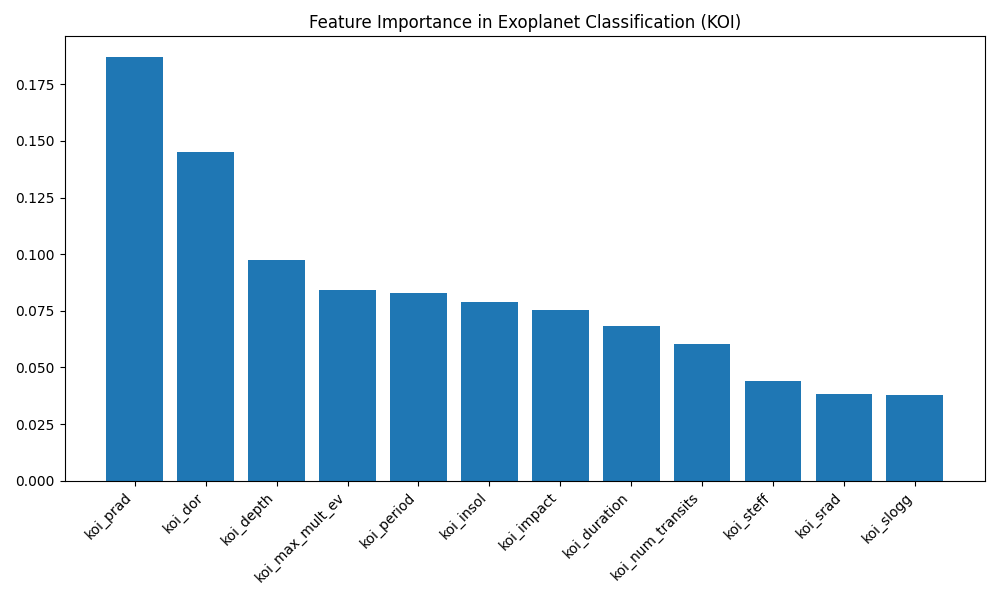 Feature Importance in Exoplanet Classification (KOI)
0.175
0.150
0.125
0.100
0.075
0.050
0.025
0.000
koi_prad
koi_dor
koi_depth
koi_max_mult_ev
koi_period
koi_insol
koi_impact
koi_duration
koi_num_transits
koi_steff
koi_srad
koi_slogg